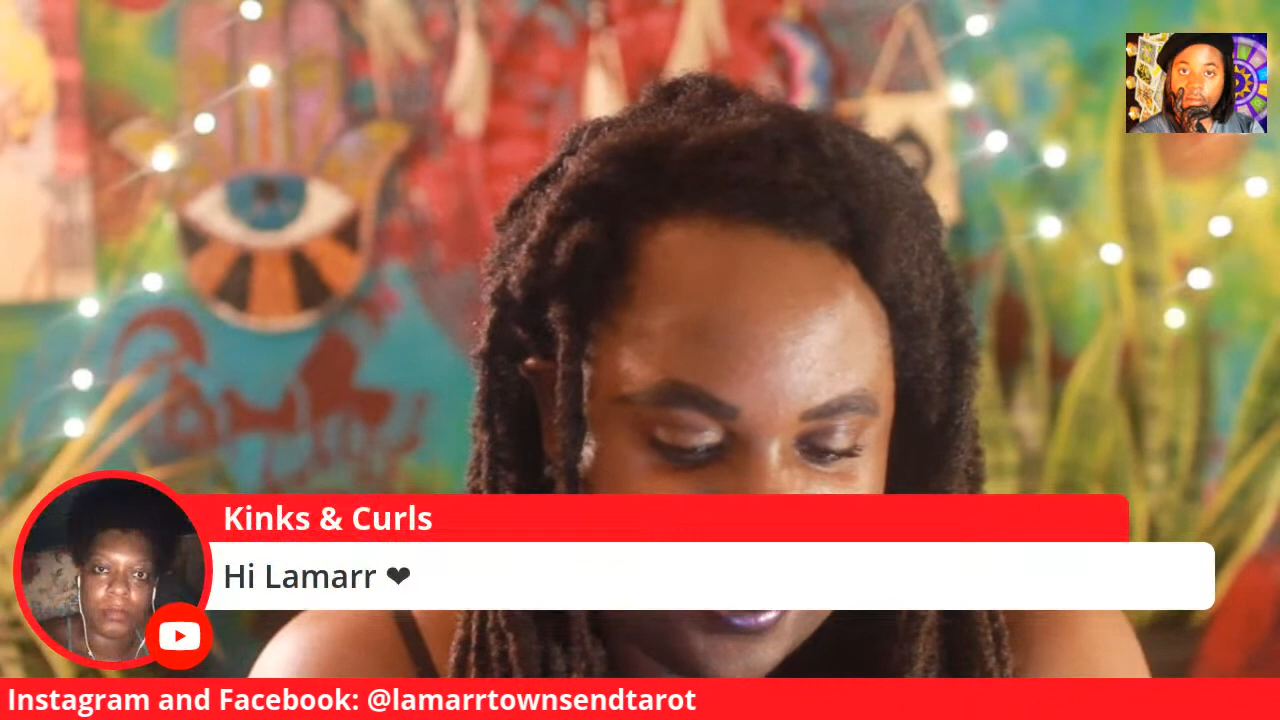 Kinks & Curls
Hi Lamarr ❤
Instagram and Facebook: @lamarrtownsendtarot